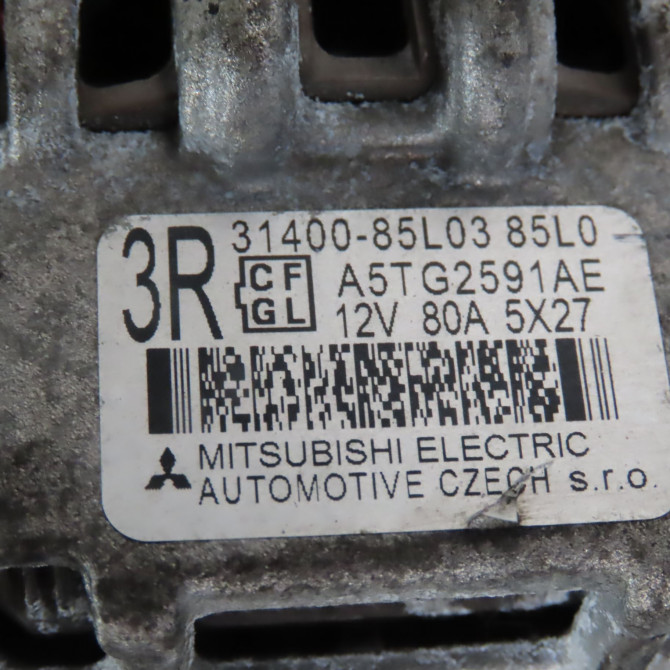 3R 31400-85L03 85L0
CF A5TG2591AE
GL 12V 80A 5X27
MITSUBISHI ELECTRIC
AUTOMOTIVE CZECH s.r.o.